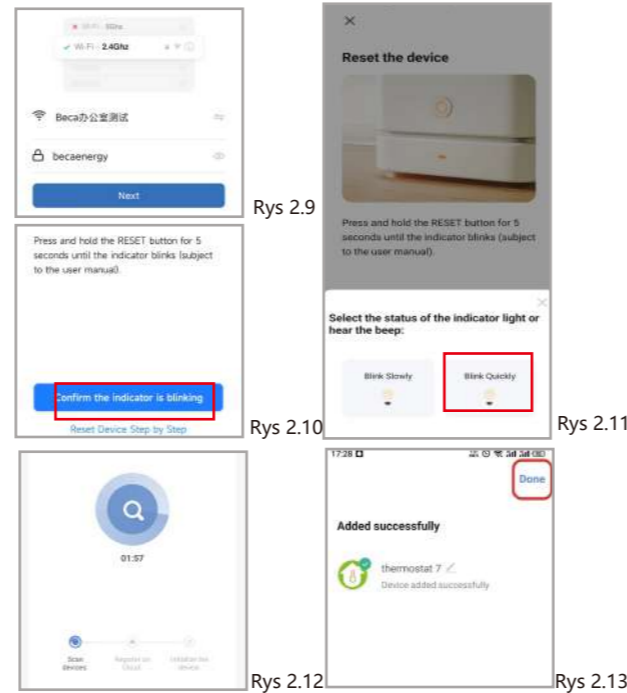 Wi-Fi - 5Ghz
Wi-Fi - 2.4Ghz
Beca办公室测试
becaenergy
Next
Rys 2.9
Press and hold the RESET button for 5
seconds until the indicator blinks (subject
to the user manual).
Confirm the indicator is blinking
Reset Device Step by Step
Rys 2.10
Reset the device
Press and hold the RESET button for 5
seconds until the indicator blinks (subject
to the user manual).
Select the status of the indicator light or
hear the beep:
Blink Slowly
Blink Quickly
Rys 2.11
01:57
Scan
devices
Register on
Cloud
Initialize the
device
Rys 2.12
17:28
Done
Added successfully
thermostat 7
Device added successfully
Rys 2.13